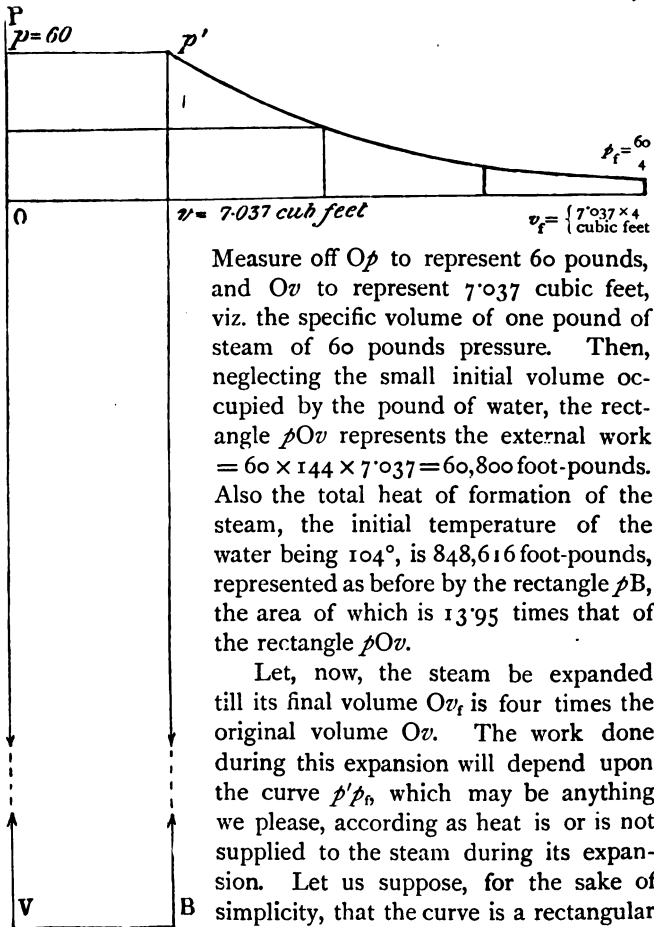 P
p=60
p'
p_f = 60/4
O
v= 7·037 cub feet
v_f = { 7·037 × 4 cubic feet
Measure off Op to represent 60 pounds,
and Ov to represent 7·037 cubic feet,
viz. the specific volume of one pound of
steam of 60 pounds pressure. Then,
neglecting the small initial volume oc-
cupied by the pound of water, the rect-
angle pOv represents the external work
= 60 × 144 × 7·037 = 60,800 foot-pounds.
Also the total heat of formation of the
steam, the initial temperature of the
water being 104°, is 848,616 foot-pounds,
represented as before by the rectangle pB,
the area of which is 13·95 times that of
the rectangle pOv.
Let, now, the steam be expanded
till its final volume Ov_f is four times the
original volume Ov. The work done
during this expansion will depend upon
the curve p'p_f, which may be anything
we please, according as heat is or is not
supplied to the steam during its expan-
sion. Let us suppose, for the sake of
simplicity, that the curve is a rectangular
V
B